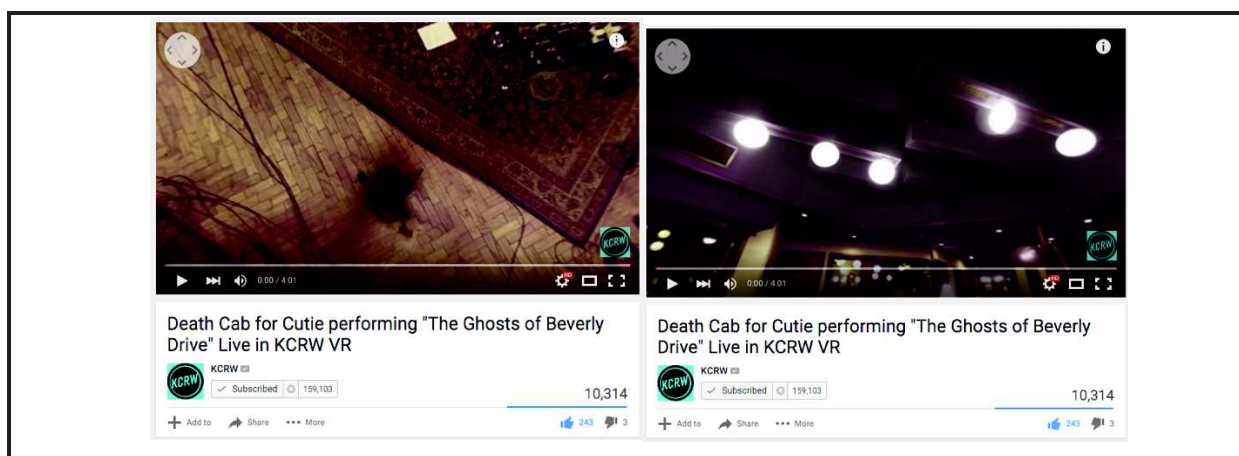 KCRW
HD
0:00 / 4:01
Death Cab for Cutie performing "The Ghosts of Beverly
Drive" Live in KCRW VR
KCRW
KCRW
Subscribed 159,103
10,314
Add to Share More 243 3
KCRW
HD
0:00 / 4:01
Death Cab for Cutie performing "The Ghosts of Beverly
Drive" Live in KCRW VR
KCRW
KCRW
Subscribed 159,103
10,314
Add to Share More 243 3